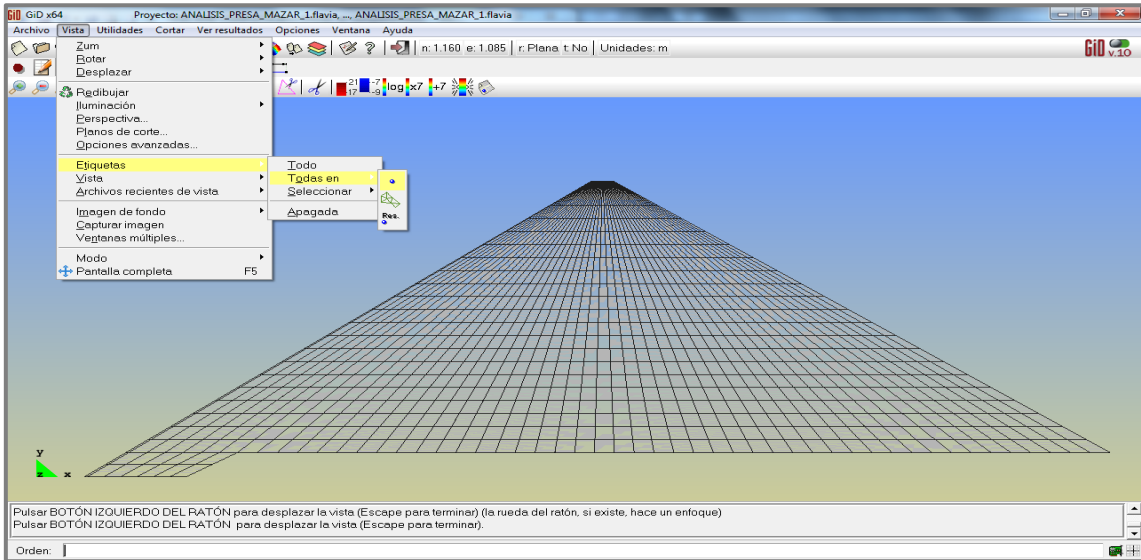 GiD GiD x64 Proyecto: ANALISIS_PRESA_MAZAR_1.flavia, ..., ANALISIS_PRESA_MAZAR_1.flavia
Archivo Vista Utilidades Cortar Ver resultados Opciones Ventana Ayuda
n: 1.160 e: 1.085 r: Plana t: No Unidades: m
GiD v.10
21 17 -7 -9 log x7 +7
Zum
Rotar
Desplazar
Redibujar
Iluminación
Perspectiva...
Planos de corte...
Opciones avanzadas...
Etiquetas
Vista
Archivos recientes de vista
Imagen de fondo
Capturar imagen
Ventanas múltiples...
Modo
Pantalla completa F5
Todo
Todas en
Seleccionar
Apagada
Res.
y
z x
Pulsar BOTÓN IZQUIERDO DEL RATÓN para desplazar la vista (Escape para terminar) (la rueda del ratón, si existe, hace un enfoque)
Pulsar BOTÓN IZQUIERDO DEL RATÓN para desplazar la vista (Escape para terminar).
Orden: